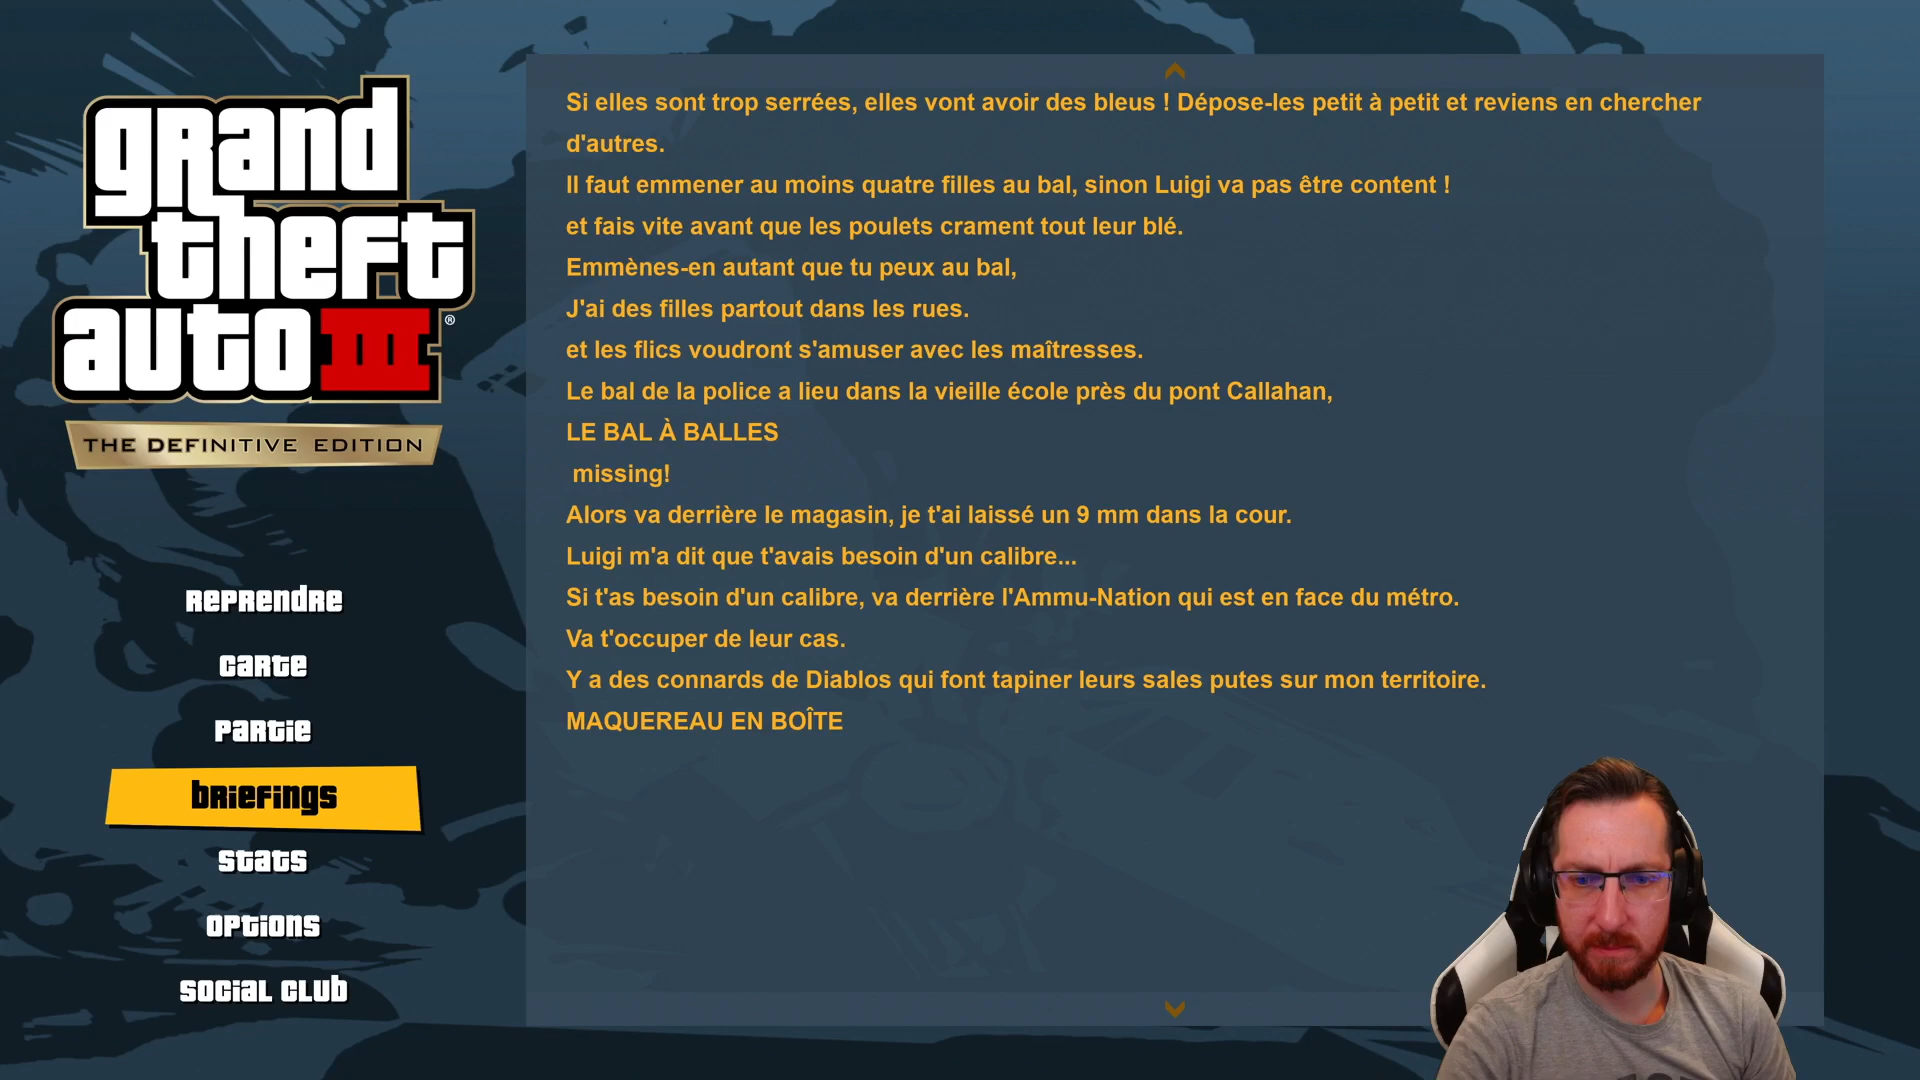 grand
theft
auto III ®
THE DEFINITIVE EDITION
Reprendre
Carte
Partie
Briefings
Stats
Options
Social Club
Si elles sont trop serrées, elles vont avoir des bleus ! Dépose-les petit à petit et reviens en chercher
d'autres.
Il faut emmener au moins quatre filles au bal, sinon Luigi va pas être content !
et fais vite avant que les poulets crament tout leur blé.
Emmènes-en autant que tu peux au bal,
J'ai des filles partout dans les rues.
et les flics voudront s'amuser avec les maîtresses.
Le bal de la police a lieu dans la vieille école près du pont Callahan,
LE BAL À BALLES
missing!
Alors va derrière le magasin, je t'ai laissé un 9 mm dans la cour.
Luigi m'a dit que t'avais besoin d'un calibre...
Si t'as besoin d'un calibre, va derrière l'Ammu-Nation qui est en face du métro.
Va t'occuper de leur cas.
Y a des connards de Diablos qui font tapiner leurs sales putes sur mon territoire.
MAQUEREAU EN BOÎTE